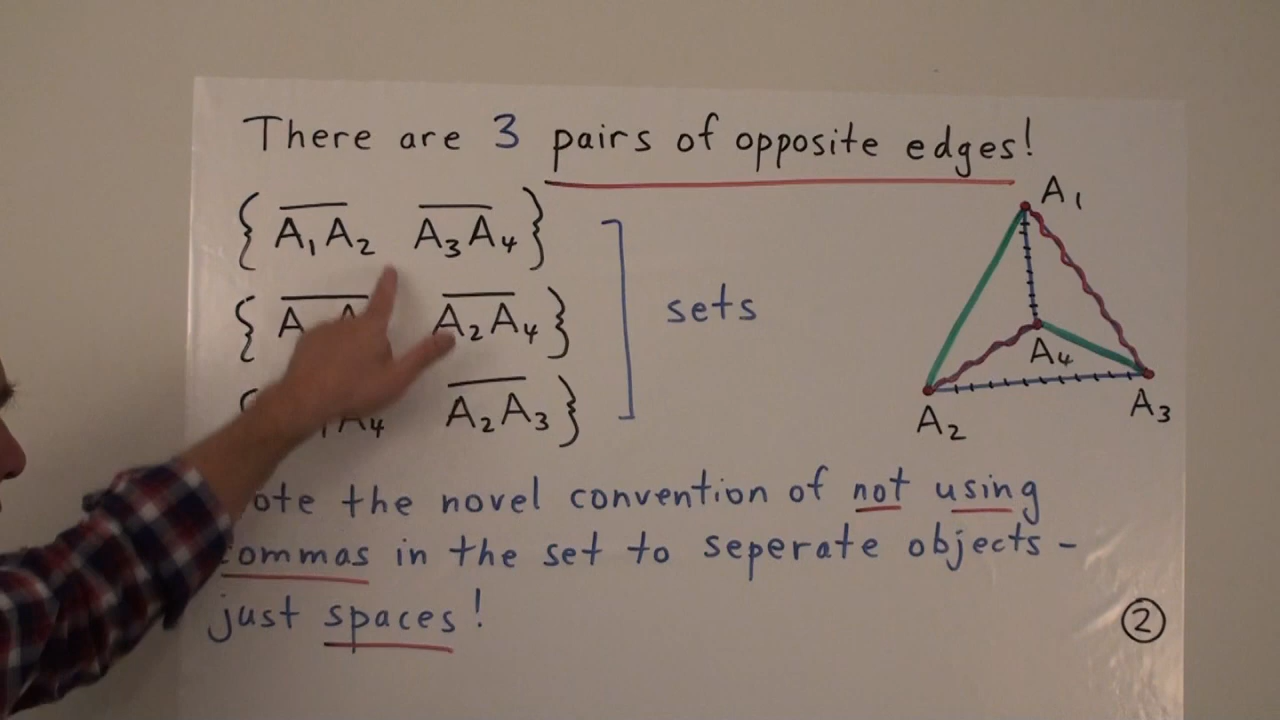 There are 3 pairs of opposite edges!
{ A₁A₂ A₃A₄ }
{ A A₂A₄ }
A₄ A₂A₃ }
sets
A₁
A₄
A₂
A₃
the novel convention of not using
commas in the set to seperate objects -
just spaces!
2